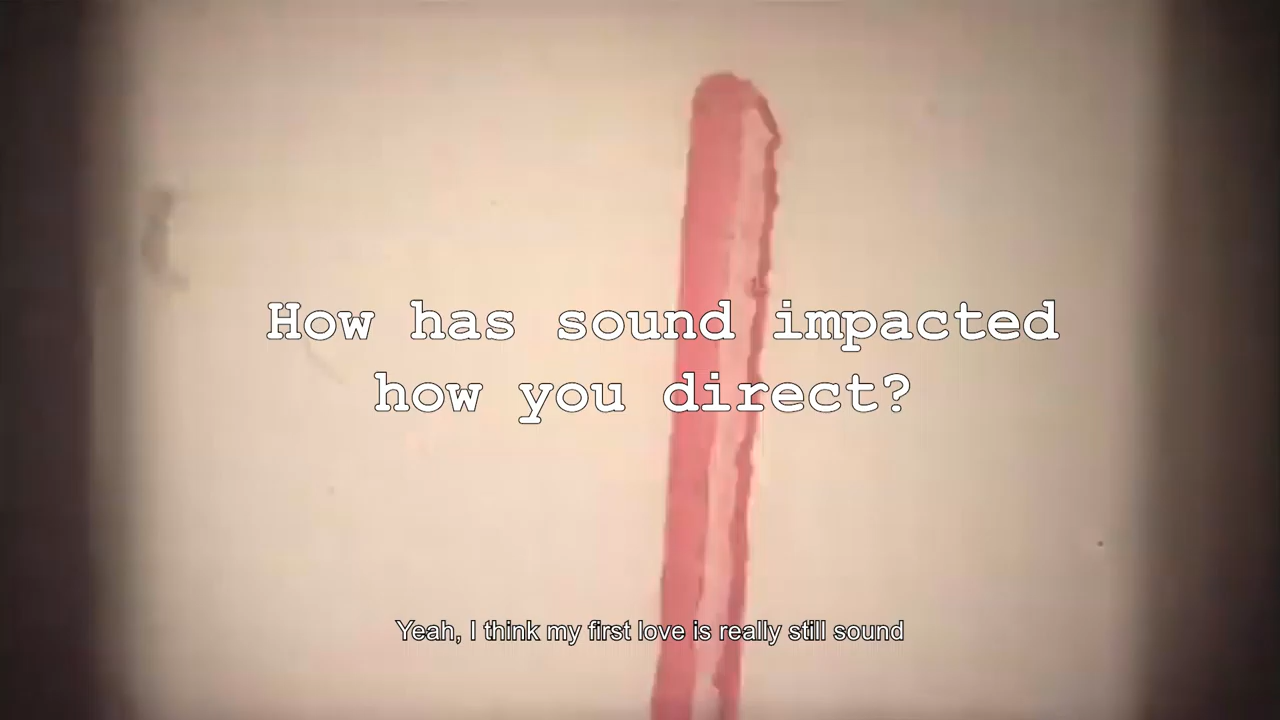 How has sound impacted
how you direct?
Yeah, I think my first love is really still sound